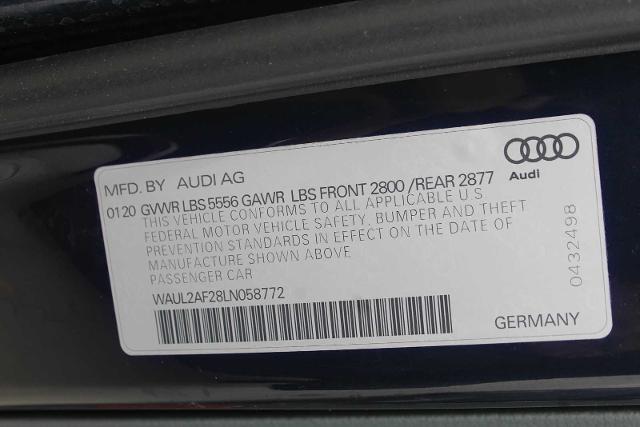 MFD. BY AUDI AG
Audi
01 20 GVWR LBS 5556 GAWR LBS FRONT 2800 /REAR 2877
THIS VEHICLE CONFORMS TO ALL APPLICABLE U.S
FEDERAL MOTOR VEHICLE SAFETY, BUMPER AND THEFT
PREVENTION STANDARDS IN EFFECT ON THE DATE OF
MANUFACTURE SHOWN ABOVE
PASSENGER CAR
WAUL2AF28LN058772
0432498
GERMANY